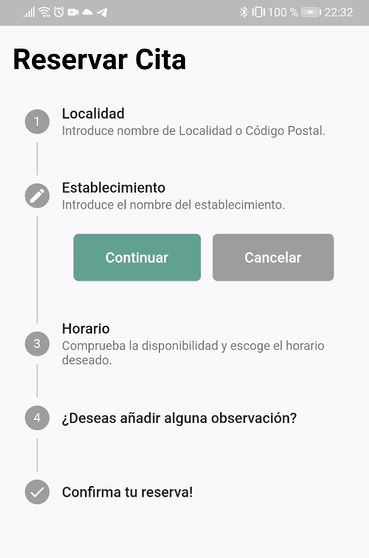 100 % 22:32
Reservar Cita
1 Localidad
Introduce nombre de Localidad o Código Postal.
Establecimiento
Introduce el nombre del establecimiento.
Continuar Cancelar
3 Horario
Comprueba la disponibilidad y escoge el horario
deseado.
4 ¿Deseas añadir alguna observación?
Confirma tu reserva!